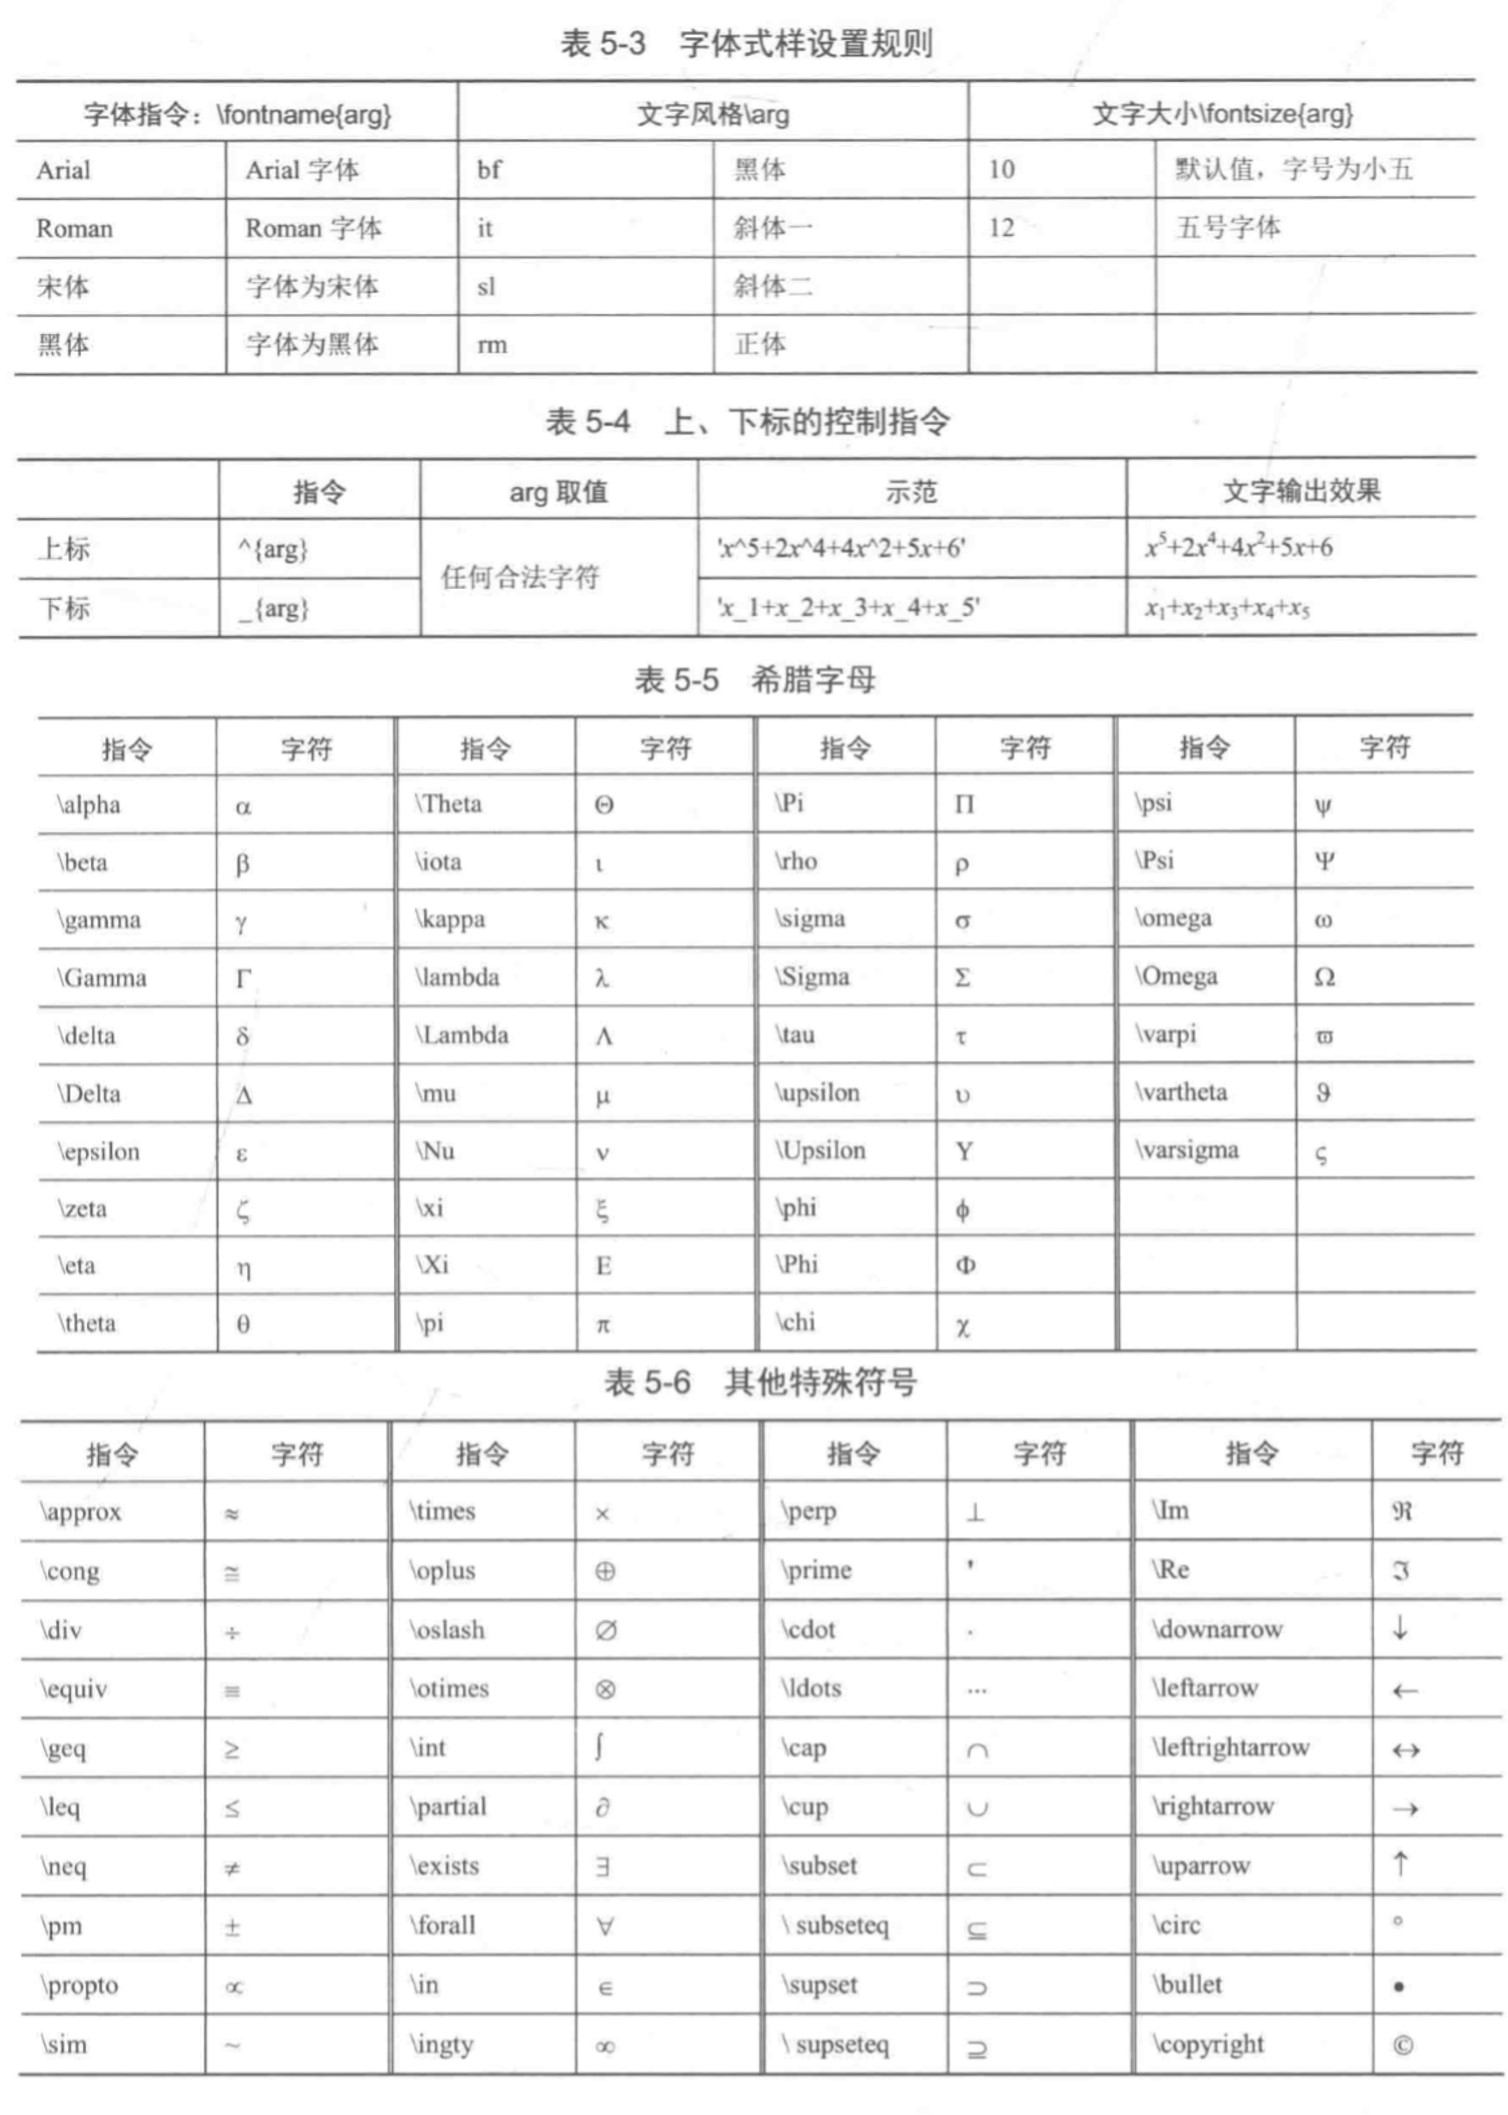 表 5-3 字体式样设置规则
字体指令：\fontname{arg} 文字风格\arg 文字大小\fontsize{arg}
Arial Arial 字体 bf 黑体 10 默认值，字号为小五
Roman Roman 字体 it 斜体一 12 五号字体
宋体 字体为宋体 sl 斜体二
黑体 字体为黑体 rm 正体
表 5-4 上、下标的控制指令
指令 arg 取值 示范 文字输出效果
上标 ^{arg} 任何合法字符 'x^5+2x^4+4x^2+5x+6' x⁵+2x⁴+4x²+5x+6
下标 _{arg} 'x_1+x_2+x_3+x_4+x_5' x₁+x₂+x₃+x₄+x₅
表 5-5 希腊字母
指令 字符 指令 字符 指令 字符 指令 字符
\alpha α \Theta Θ \Pi Π \psi ψ
\beta β \iota ι \rho ρ \Psi Ψ
\gamma γ \kappa κ \sigma σ \omega ω
\Gamma Γ \lambda λ \Sigma Σ \Omega Ω
\delta δ \Lambda Λ \tau τ \varpi ϖ
\Delta Δ \mu μ \upsilon υ \vartheta ϑ
\epsilon ε \Nu ν \Upsilon Υ \varsigma ς
\zeta ζ \xi ξ \phi ϕ
\eta η \Xi E \Phi Φ
\theta θ \pi π \chi χ
表 5-6 其他特殊符号
指令 字符 指令 字符 指令 字符 指令 字符
\approx ≈ \times × \perp ⊥ \Im ℜ
\cong ≅ \oplus ⊕ \prime ' \Re ℑ
\div ÷ \oslash ∅ \cdot · \downarrow ↓
\equiv ≡ \otimes ⊗ \ldots ··· \leftarrow ←
\geq ≥ \int ∫ \cap ∩ \leftrightarrow ↔
\leq ≤ \partial ∂ \cup ∪ \rightarrow →
\neq ≠ \exists ∃ \subset ⊂ \uparrow ↑
\pm ± \forall ∀ \ subseteq ⊆ \circ °
\propto ∝ \in ∈ \supset ⊃ \bullet •
\sim ~ \ingty ∞ \ supseteq ⊇ \copyright ©